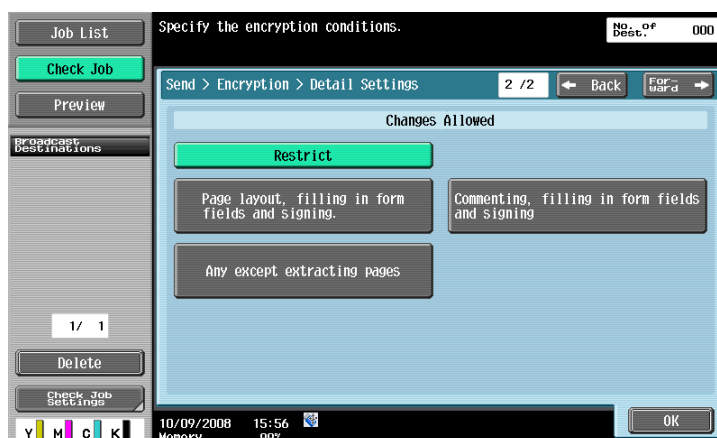 Job List
Check Job
Preview
Broadcast
Destinations
1/ 1
Delete
Check Job
Settings
Y M C K
Specify the encryption conditions.
No. of
Dest.
000
Send > Encryption > Detail Settings
2 /2
← Back
For-
ward →
Changes Allowed
Restrict
Page layout, filling in form
fields and signing.
Commenting, filling in form fields
and signing
Any except extracting pages
10/09/2008 15:56
Memory 00%
OK